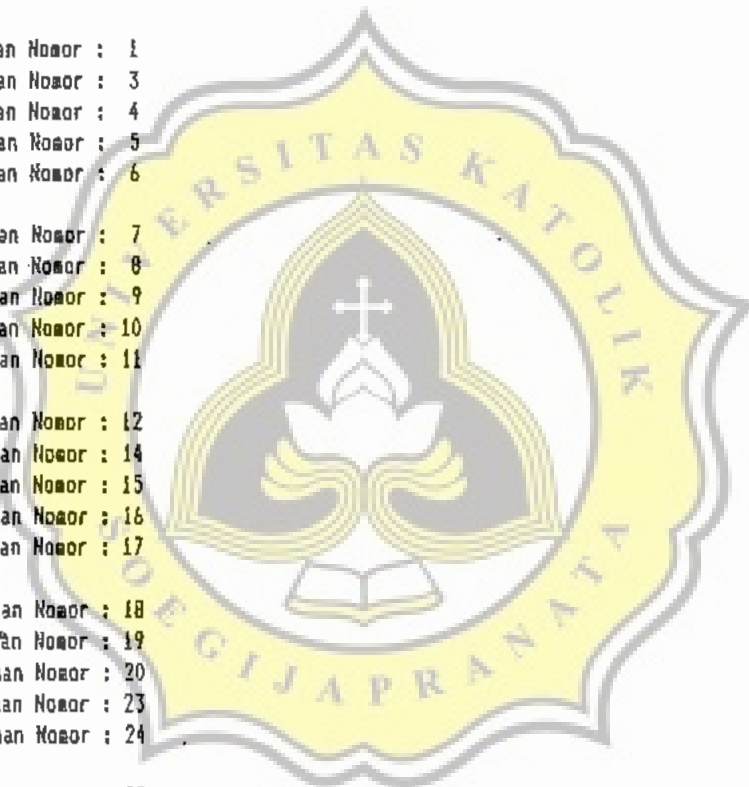 an Nomor : 1
an Nomor : 3
an Nomor : 4
an Nomor : 5
an Nomor : 6
an Nomor : 7
an Nomor : 8
an Nomor : 9
an Nomor : 10
an Nomor : 11
an Nomor : 12
an Nomor : 14
an Nomor : 15
an Nomor : 16
an Nomor : 17
an Nomor : 18
an Nomor : 19
an Nomor : 20
an Nomor : 23
an Nomor : 24
UNIVERSITAS KATOLIK
SOEGIJAPRANATA